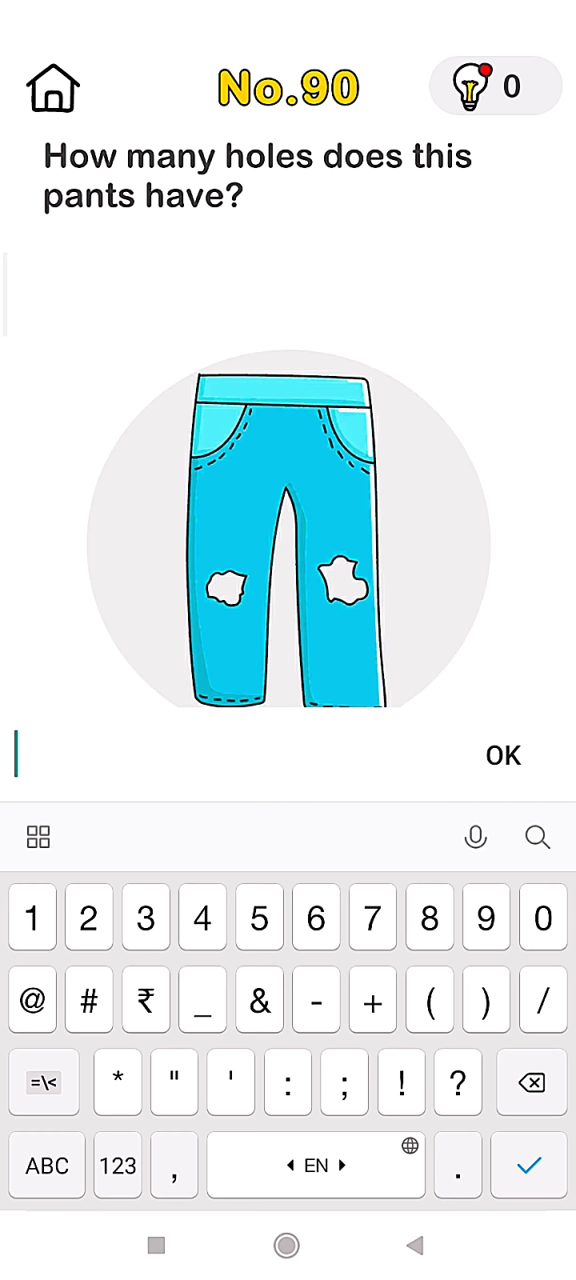 No.90
0
How many holes does this
pants have?
OK
1 2 3 4 5 6 7 8 9 0
@ # ₹ _ & - + ( ) /
=\< * " ' : ; ! ?
ABC 123 , EN .